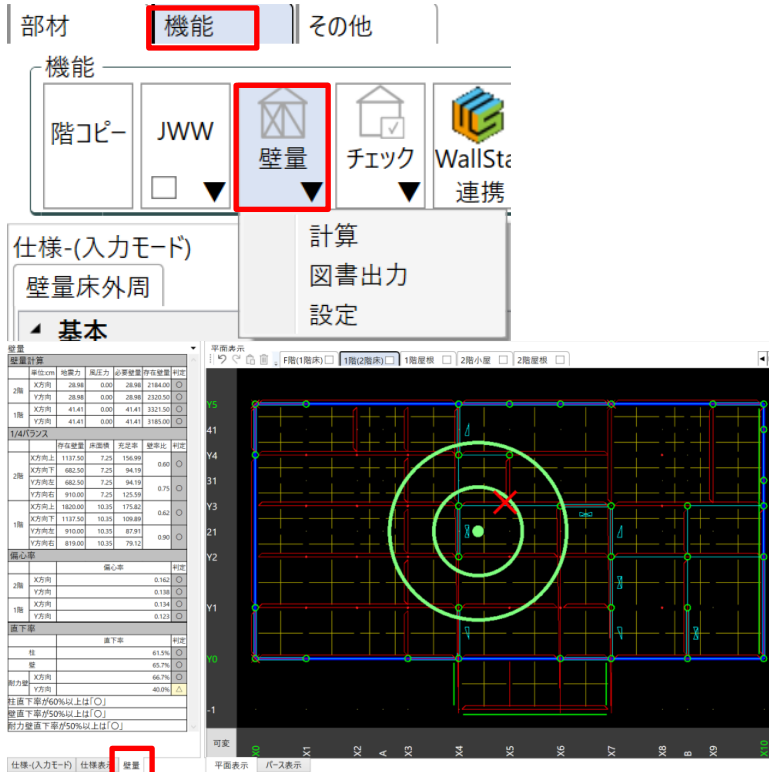 部材 機能 その他
機能
階コピー JWW 壁量 チェック WallSta
連携
計算
図書出力
設定
仕様-(入力モード)
壁量床外周
基本
壁量
壁量計算
単位:cm 地震力 風圧力 必要壁量 存在壁量 判定
2階 X方向 28.98 0.00 28.98 2184.00 〇
Y方向 28.98 0.00 28.98 2320.50 〇
1階 X方向 41.41 0.00 41.41 3321.50 〇
Y方向 41.41 0.00 41.41 3185.00 〇
1/4バランス
存在壁量 床面積 充足率 壁率比 判定
2階 X方向上 1137.50 7.25 156.99 0.60 〇
X方向下 682.50 7.25 94.19
Y方向左 682.50 7.25 94.19 0.75 〇
Y方向右 910.00 7.25 125.59
1階 X方向上 1820.00 10.35 175.82 0.62 〇
X方向下 1137.50 10.35 109.89
Y方向左 910.00 10.35 87.91 0.90 〇
Y方向右 819.00 10.35 79.12
偏心率
偏心率 判定
2階 X方向 0.162 〇
Y方向 0.138 〇
1階 X方向 0.134 〇
Y方向 0.123 〇
直下率
直下率 判定
柱 61.5% 〇
壁 65.7% 〇
耐力壁 X方向 66.7% 〇
Y方向 40.0% △
柱直下率が60%以上は「〇」
壁直下率が50%以上は「〇」
耐力壁直下率が50%以上は「〇」
仕様-(入力モード) 仕様表示 壁量
平面表示
F階(1階床) 1階(2階床) 1階屋根 2階小屋 2階屋根
Y5
41
Y4
31
Y3
21
Y2
Y1
Y0
-1
可変 X0 X1 X2 A X3 X4 X5 X6 X7 X8 B X9 X10
平面表示 パース表示